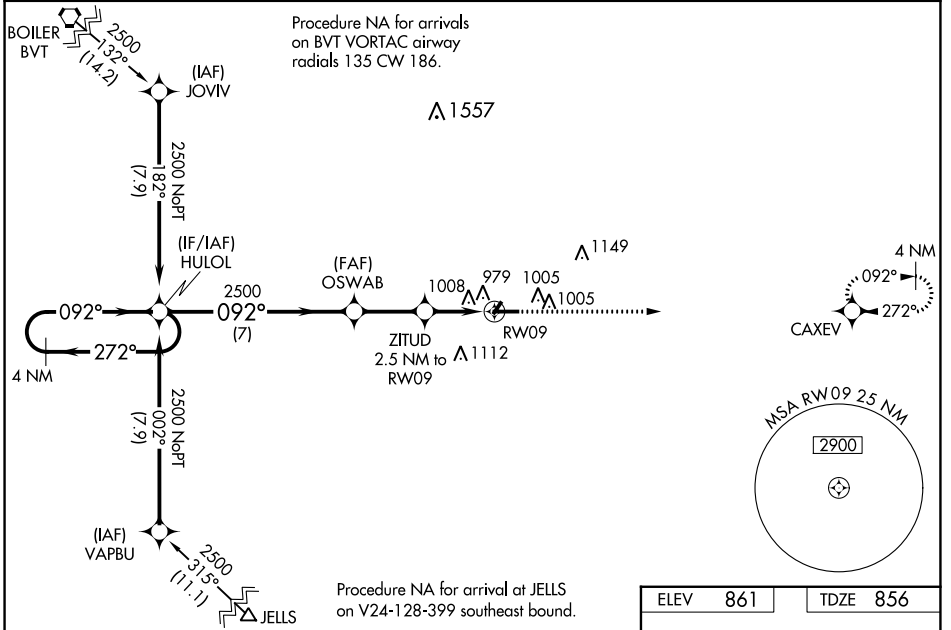 BOILER
BVT
2500
132°
(14.2)
(IAF)
JOVIV
Procedure NA for arrivals
on BVT VORTAC airway
radials 135 CW 186.
1557
2500 NoPT
182°
(7.9)
(IF/IAF)
HULOL
092°
272°
4 NM
2500
092°
(7)
(FAF)
OSWAB
ZITUD
2.5 NM to
RW09
1008
979
1005
1005
1149
1112
RW09
4 NM
092°
272°
CAXEV
2500 NoPT
002°
(7.9)
(IAF)
VAPBU
2500
315°
(11.1)
JELLS
Procedure NA for arrival at JELLS
on V24-128-399 southeast bound.
MSA RW09 25 NM
2900
ELEV 861
TDZE 856